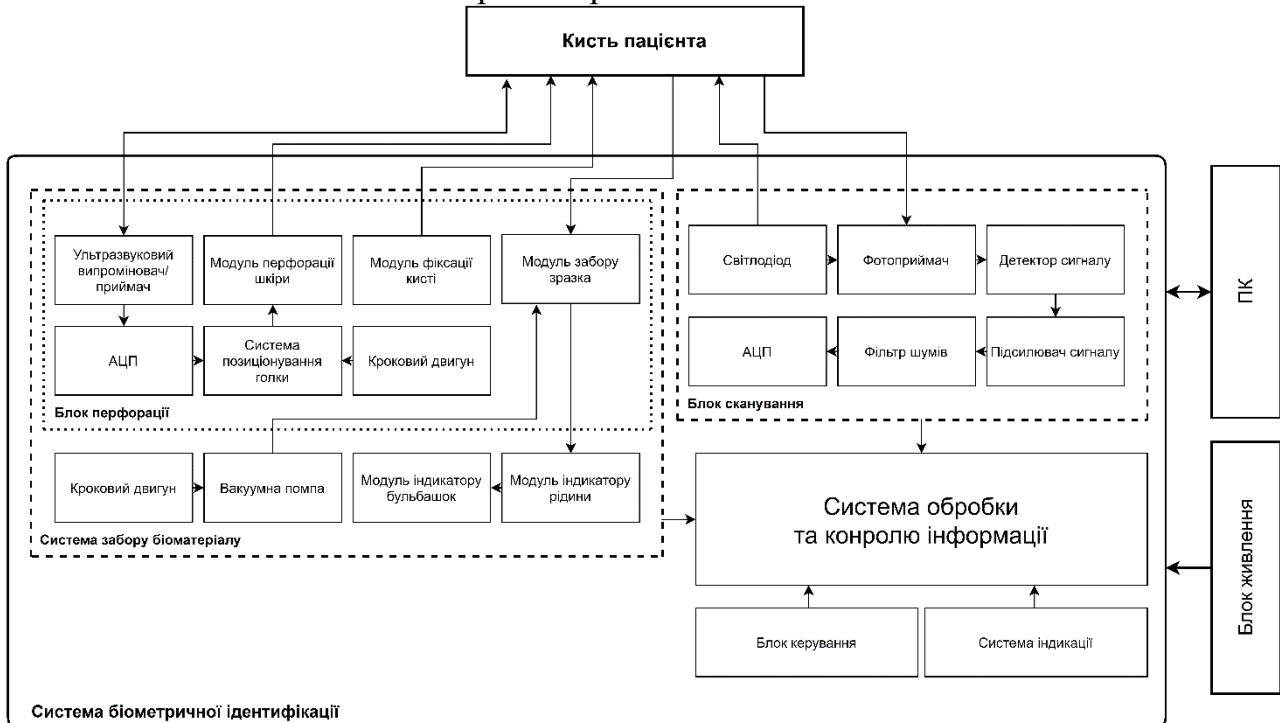 Кисть пацієнта
Ультразвуковий
випромінювач/
приймач
Модуль перфорації
шкіри
Модуль фіксації
кисті
Модуль забору
зразка
АЦП
Система
позиціонування
голки
Кроковий двигун
Блок перфорації
Кроковий двигун
Вакуумна помпа
Модуль індикатору
бульбашок
Модуль індикатору
рідини
Система забору біоматеріалу
Світлодіод
Фотоприймач
Детектор сигналу
АЦП
Фільтр шумів
Підсилювач сигналу
Блок сканування
Система обробки
та конролю інформації
Блок керування
Система індикації
Система біометричної ідентифікації
ПК
Блок живлення